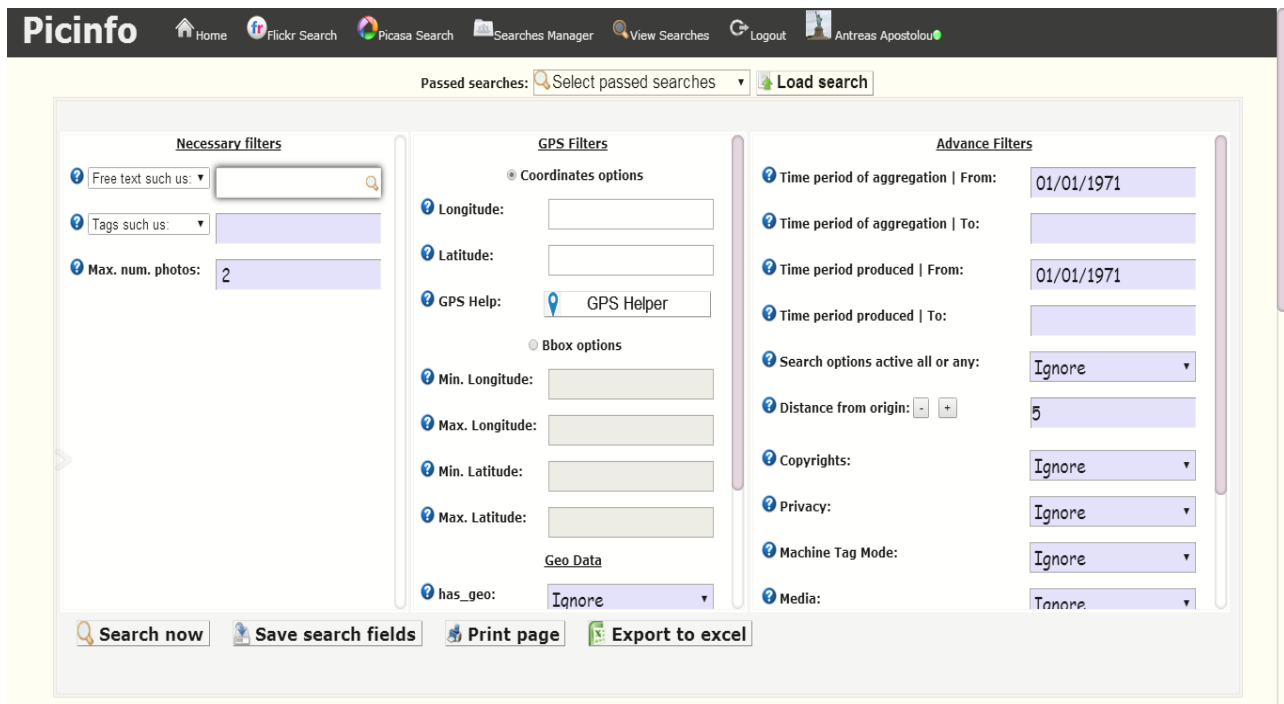 Picinfo Home Flickr Search Picasa Search Searches Manager View Searches Logout Antreas Apostolou
Passed searches: Select passed searches Load search
Necessary filters
Free text such us:
Tags such us:
Max. num. photos: 2
GPS Filters
Coordinates options
Longitude:
Latitude:
GPS Help: GPS Helper
Bbox options
Min. Longitude:
Max. Longitude:
Min. Latitude:
Max. Latitude:
Geo Data
has_geo: Ignore
Advance Filters
Time period of aggregation | From: 01/01/1971
Time period of aggregation | To:
Time period produced | From: 01/01/1971
Time period produced | To:
Search options active all or any: Ignore
Distance from origin: - + 5
Copyrights: Ignore
Privacy: Ignore
Machine Tag Mode: Ignore
Media: Ignore
Search now Save search fields Print page Export to excel